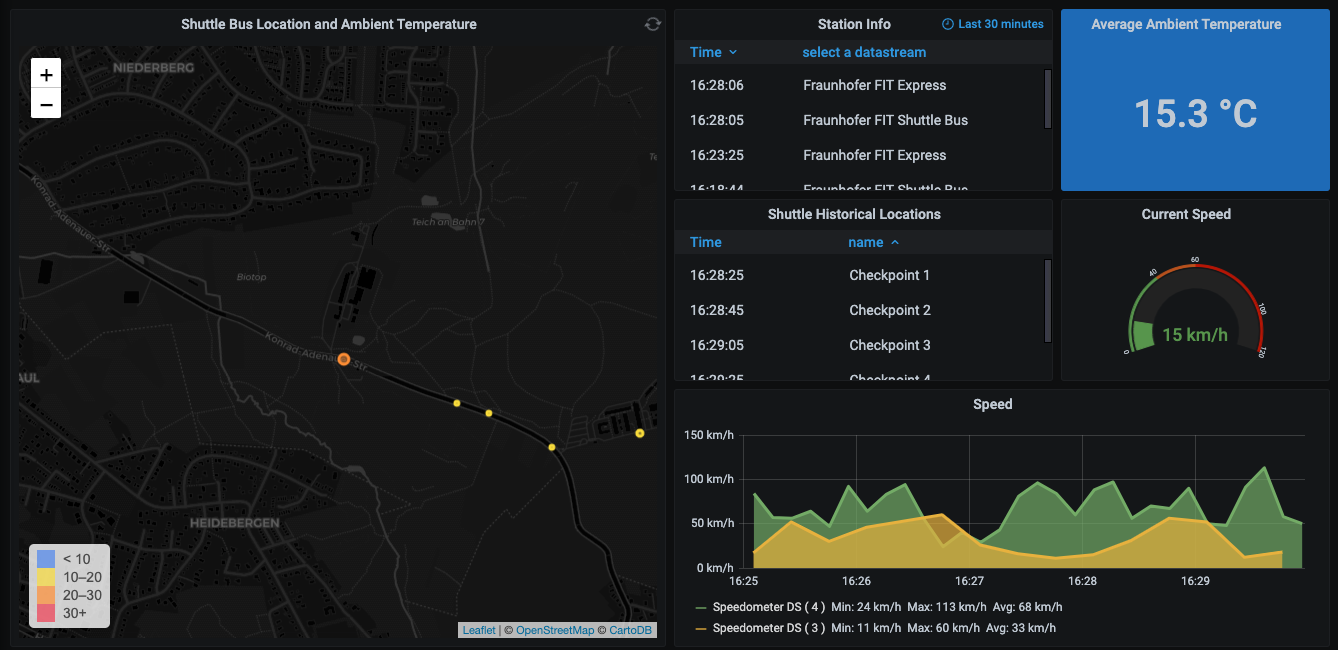 Shuttle Bus Location and Ambient Temperature
+
−
NIEDERBERG
Konrad-Adenauer-Str.
Teich an Bahn 7
Biotop
Konrad-Adenauer-Str.
HEIDEBERGEN
< 10
10–20
20–30
30+
Leaflet | © OpenStreetMap © CartoDB
Station Info
Last 30 minutes
Time select a datastream
16:28:06 Fraunhofer FIT Express
16:28:05 Fraunhofer FIT Shuttle Bus
16:23:25 Fraunhofer FIT Express
16:18:44 Fraunhofer FIT Shuttle Bus
Average Ambient Temperature
15.3 °C
Shuttle Historical Locations
Time name
16:28:25 Checkpoint 1
16:28:45 Checkpoint 2
16:29:05 Checkpoint 3
16:29:25 Checkpoint 4
Current Speed
0
40
60
100
120
15 km/h
Speed
150 km/h
100 km/h
50 km/h
0 km/h
16:25 16:26 16:27 16:28 16:29
Speedometer DS ( 4 ) Min: 24 km/h Max: 113 km/h Avg: 68 km/h
Speedometer DS ( 3 ) Min: 11 km/h Max: 60 km/h Avg: 33 km/h